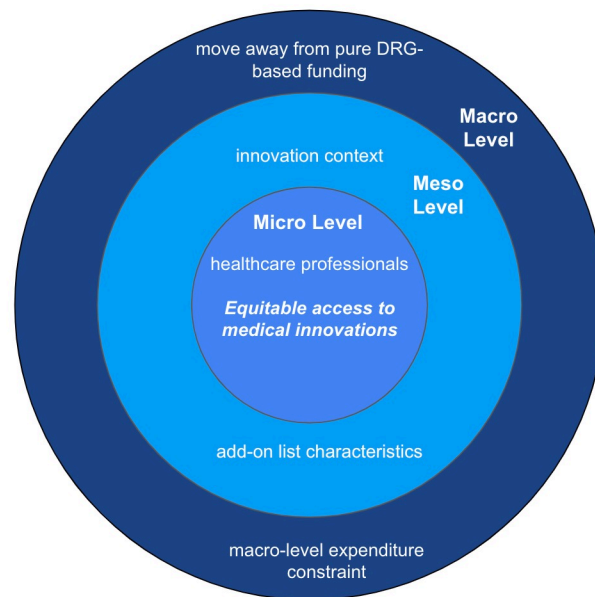 move away from pure DRG-
based funding
Macro
Level
innovation context
Meso
Level
Micro Level
healthcare professionals
Equitable access to
medical innovations
add-on list characteristics
macro-level expenditure
constraint